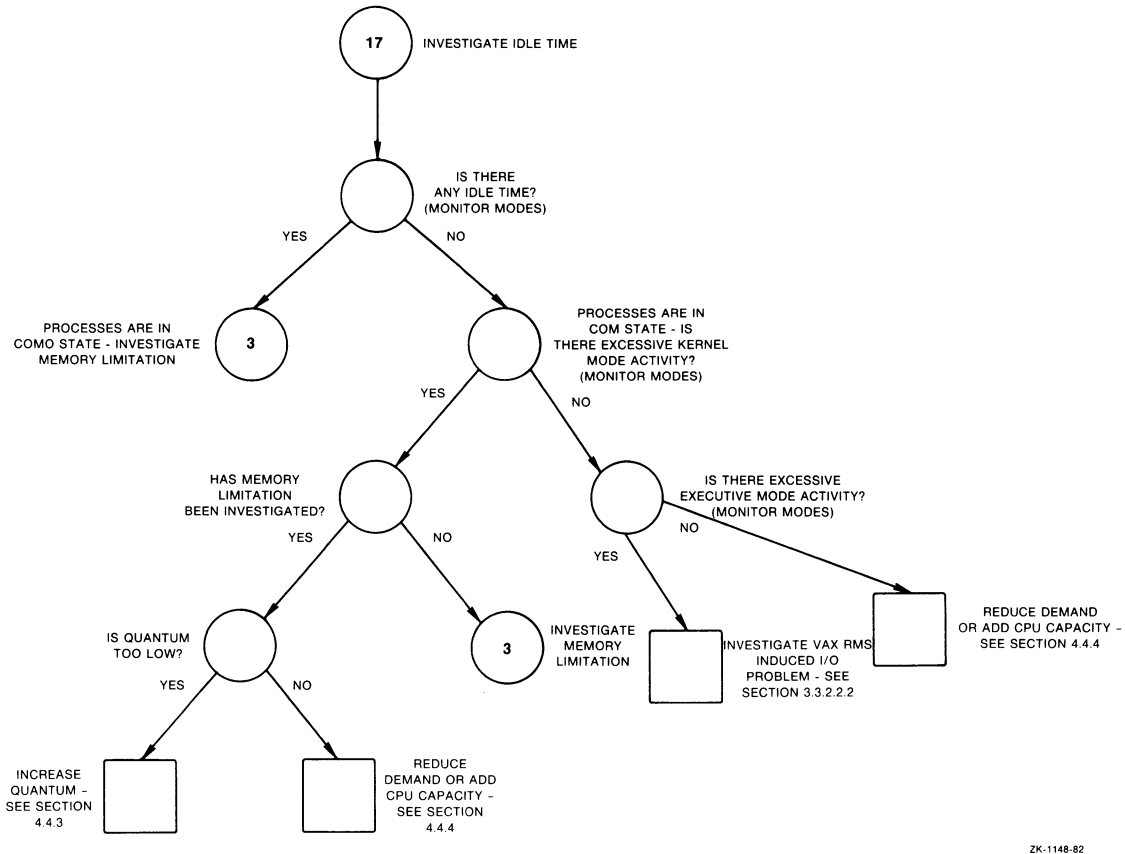 17
INVESTIGATE IDLE TIME
IS THERE
ANY IDLE TIME?
(MONITOR MODES)
YES
NO
PROCESSES ARE IN
COMO STATE - INVESTIGATE
MEMORY LIMITATION
3
PROCESSES ARE IN
COM STATE - IS
THERE EXCESSIVE KERNEL
MODE ACTIVITY?
(MONITOR MODES)
YES
NO
HAS MEMORY
LIMITATION
BEEN INVESTIGATED?
IS THERE EXCESSIVE
EXECUTIVE MODE ACTIVITY?
(MONITOR MODES)
YES
NO
YES
NO
IS QUANTUM
TOO LOW?
3
INVESTIGATE
MEMORY
LIMITATION
INVESTIGATE VAX RMS
INDUCED I/O
PROBLEM - SEE
SECTION 3.3.2.2.2
REDUCE DEMAND
OR ADD CPU CAPACITY -
SEE SECTION 4.4.4
YES
NO
INCREASE
QUANTUM -
SEE SECTION
4.4.3
REDUCE
DEMAND OR ADD
CPU CAPACITY -
SEE SECTION
4.4.4
ZK-1148-82